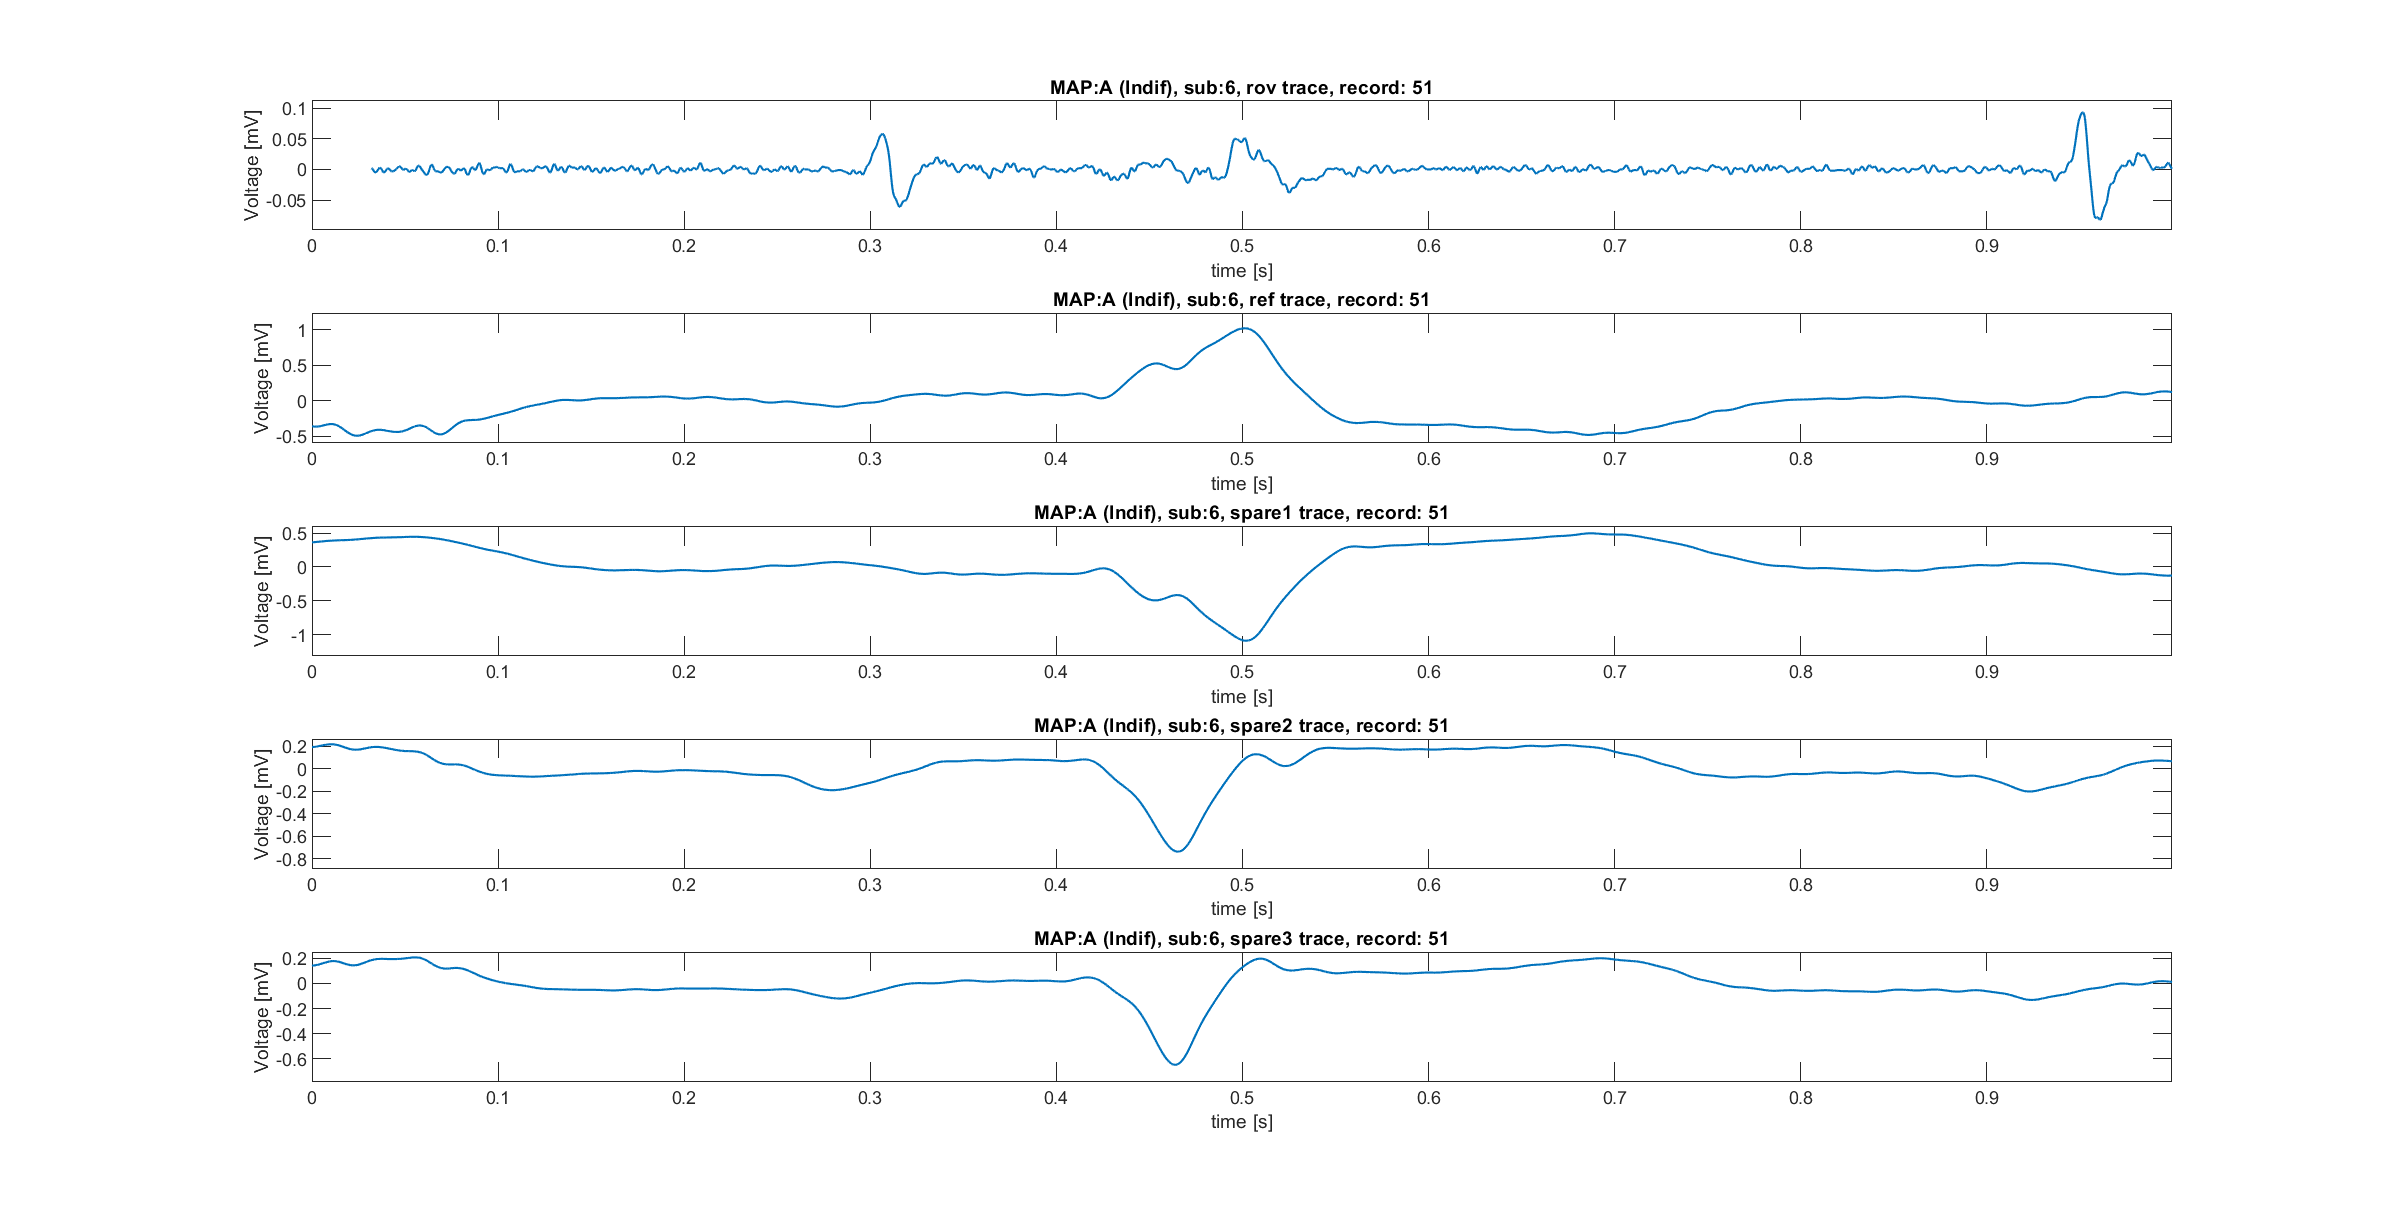 MAP:A (Indif), sub:6, rov trace, record: 51
Voltage [mV]
0.1
0.05
0
-0.05
0 0.1 0.2 0.3 0.4 0.5 0.6 0.7 0.8 0.9
time [s]
MAP:A (Indif), sub:6, ref trace, record: 51
Voltage [mV]
1
0.5
0
-0.5
0 0.1 0.2 0.3 0.4 0.5 0.6 0.7 0.8 0.9
time [s]
MAP:A (Indif), sub:6, spare1 trace, record: 51
Voltage [mV]
0.5
0
-0.5
-1
0 0.1 0.2 0.3 0.4 0.5 0.6 0.7 0.8 0.9
time [s]
MAP:A (Indif), sub:6, spare2 trace, record: 51
Voltage [mV]
0.2
0
-0.2
-0.4
-0.6
-0.8
0 0.1 0.2 0.3 0.4 0.5 0.6 0.7 0.8 0.9
time [s]
MAP:A (Indif), sub:6, spare3 trace, record: 51
Voltage [mV]
0.2
0
-0.2
-0.4
-0.6
0 0.1 0.2 0.3 0.4 0.5 0.6 0.7 0.8 0.9
time [s]